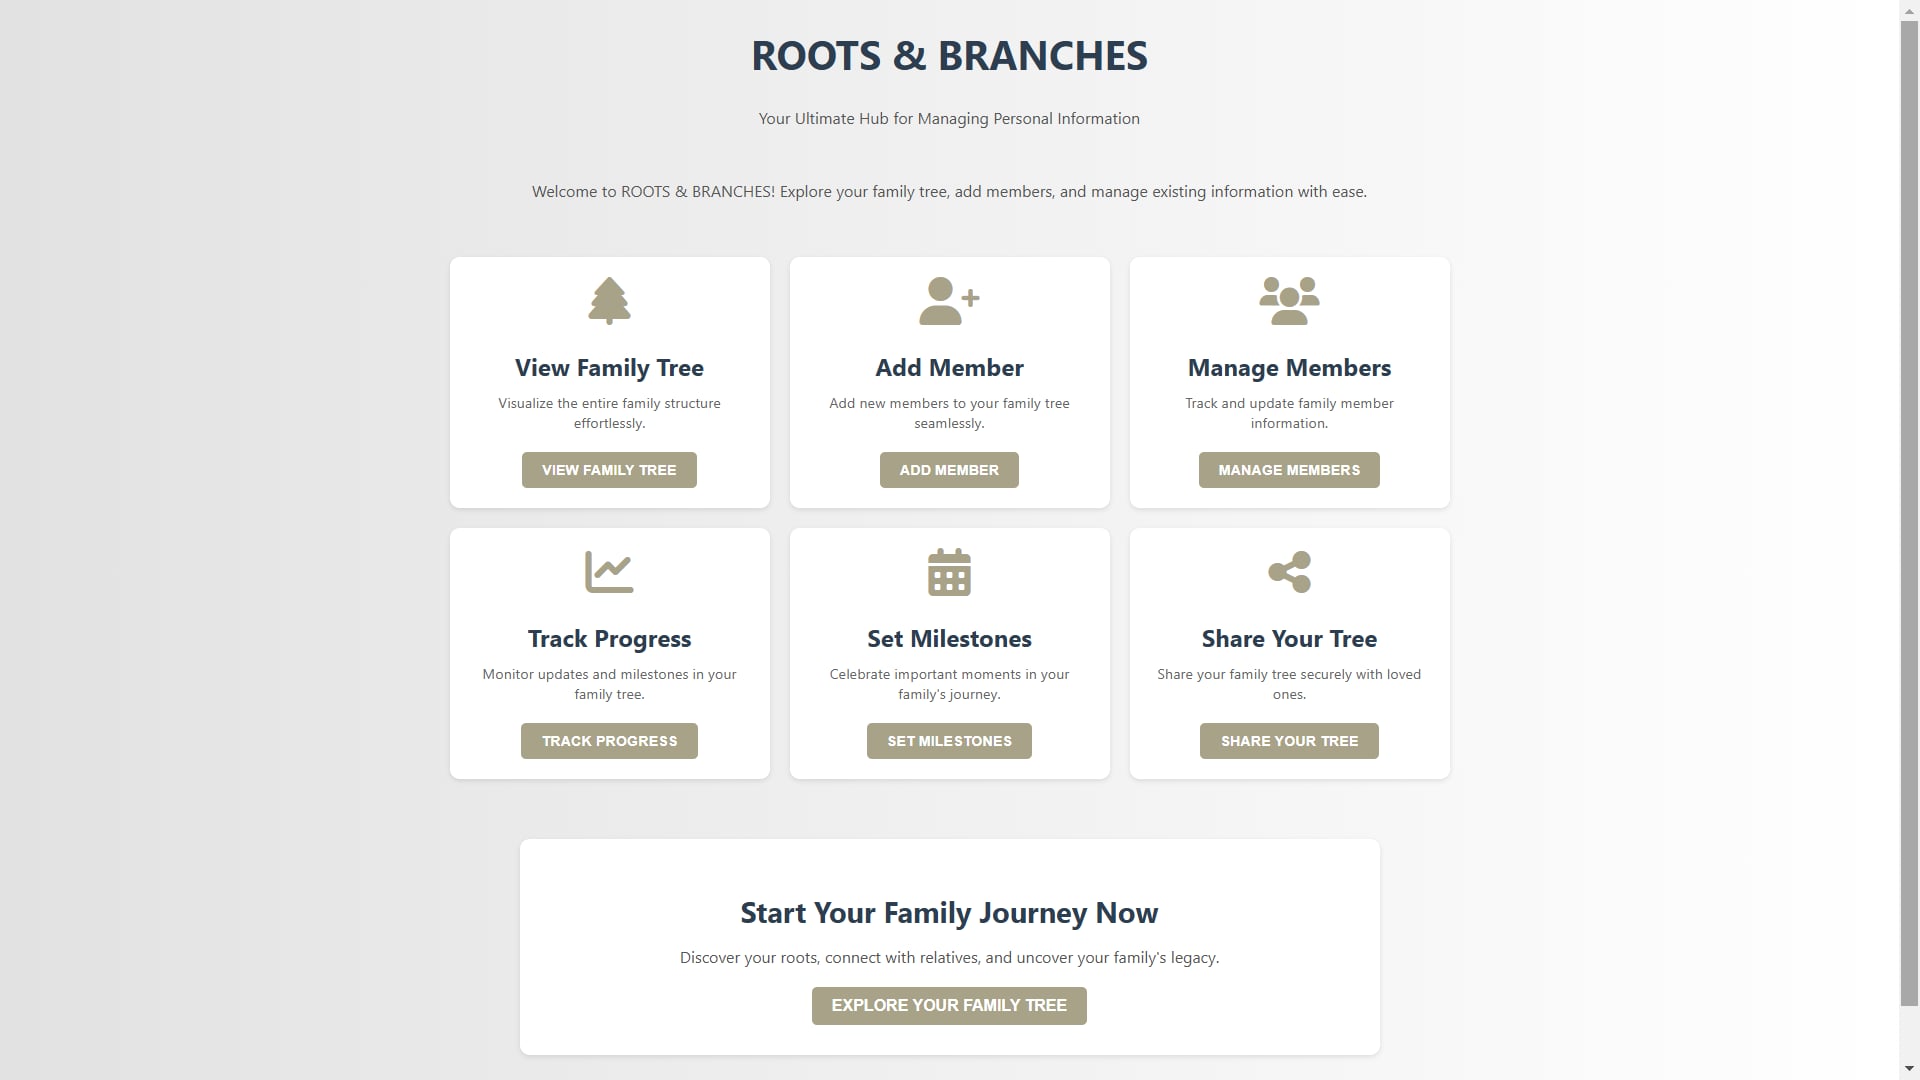 ROOTS & BRANCHES
Your Ultimate Hub for Managing Personal Information
Welcome to ROOTS & BRANCHES! Explore your family tree, add members, and manage existing information with ease.
View Family Tree
Visualize the entire family structure
effortlessly.
VIEW FAMILY TREE
Add Member
Add new members to your family tree
seamlessly.
ADD MEMBER
Manage Members
Track and update family member
information.
MANAGE MEMBERS
Track Progress
Monitor updates and milestones in your
family tree.
TRACK PROGRESS
Set Milestones
Celebrate important moments in your
family's journey.
SET MILESTONES
Share Your Tree
Share your family tree securely with loved
ones.
SHARE YOUR TREE
Start Your Family Journey Now
Discover your roots, connect with relatives, and uncover your family's legacy.
EXPLORE YOUR FAMILY TREE